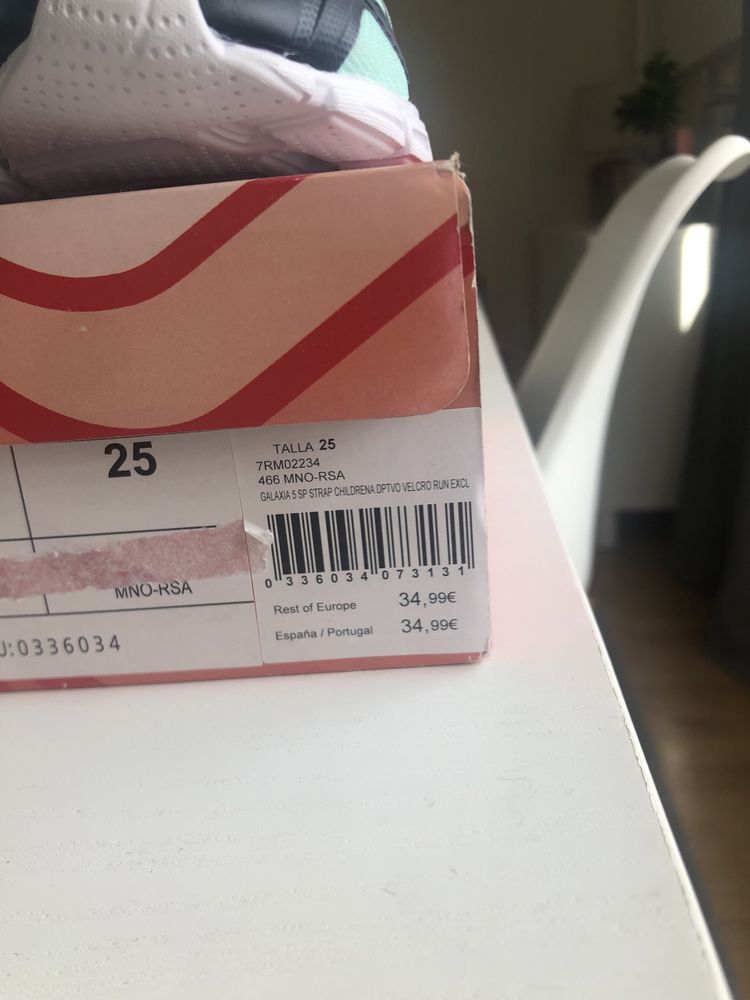 25
MNO-RSA
J:0336034
TALLA 25
7RM02234
466 MNO-RSA
GALAXIA 5 SP STRAP CHILDRENA DPTVO VELCRO RUN EXCL
0 336034 073131
Rest of Europe 34,99€
España / Portugal 34,99€